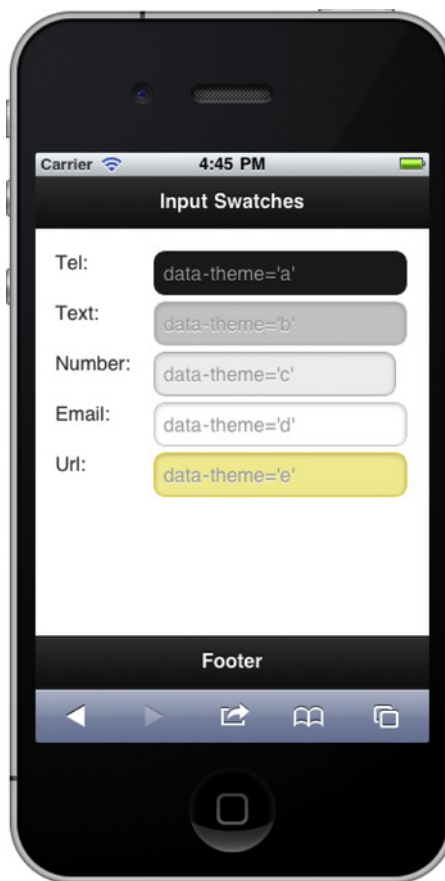 Carrier 4:45 PM
Input Swatches
Tel: data-theme='a'
Text: data-theme='b'
Number: data-theme='c'
Email: data-theme='d'
Url: data-theme='e'
Footer